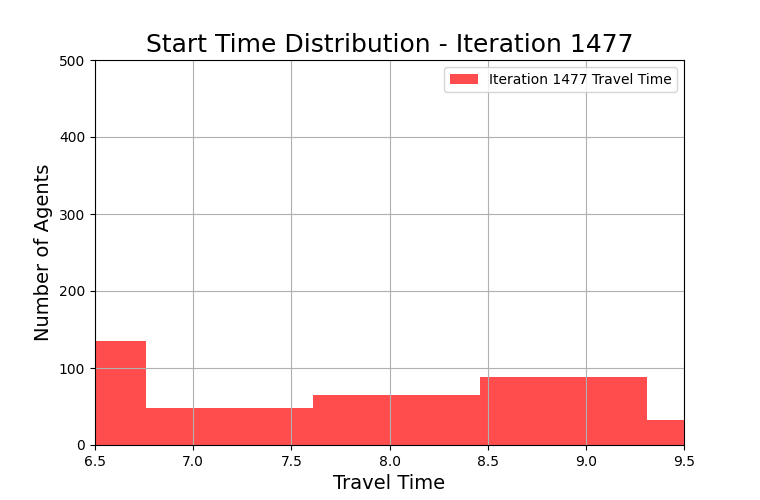 Start Time Distribution - Iteration 1477
Iteration 1477 Travel Time
Number of Agents
500
400
300
200
100
0
6.5 7.0 7.5 8.0 8.5 9.0 9.5
Travel Time